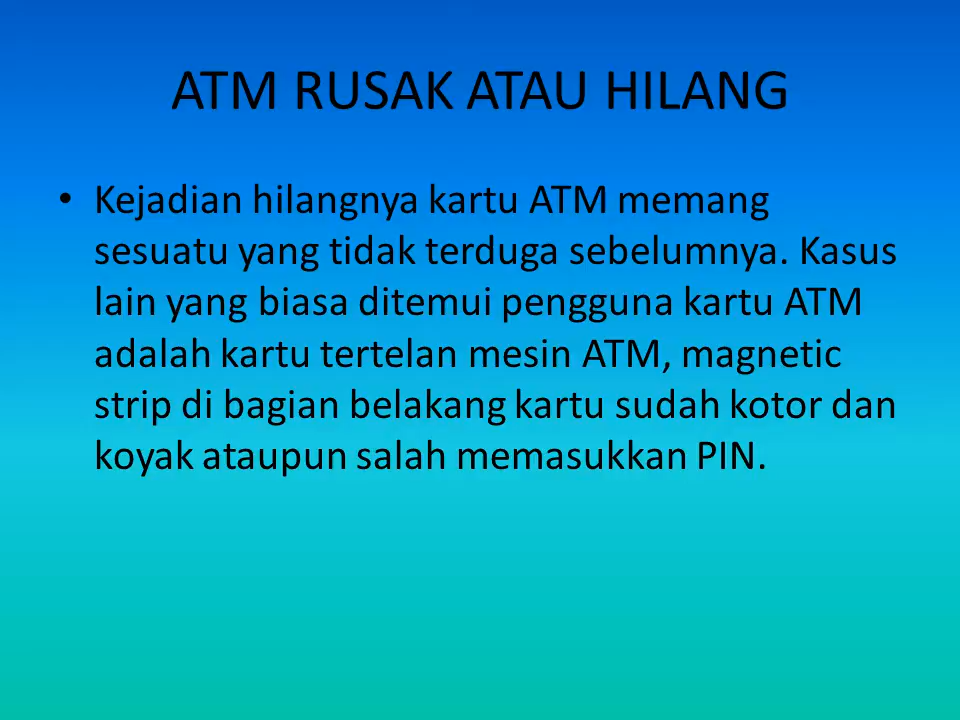 ATM RUSAK ATAU HILANG
• Kejadian hilangnya kartu ATM memang
sesuatu yang tidak terduga sebelumnya. Kasus
lain yang biasa ditemui pengguna kartu ATM
adalah kartu tertelan mesin ATM, magnetic
strip di bagian belakang kartu sudah kotor dan
koyak ataupun salah memasukkan PIN.